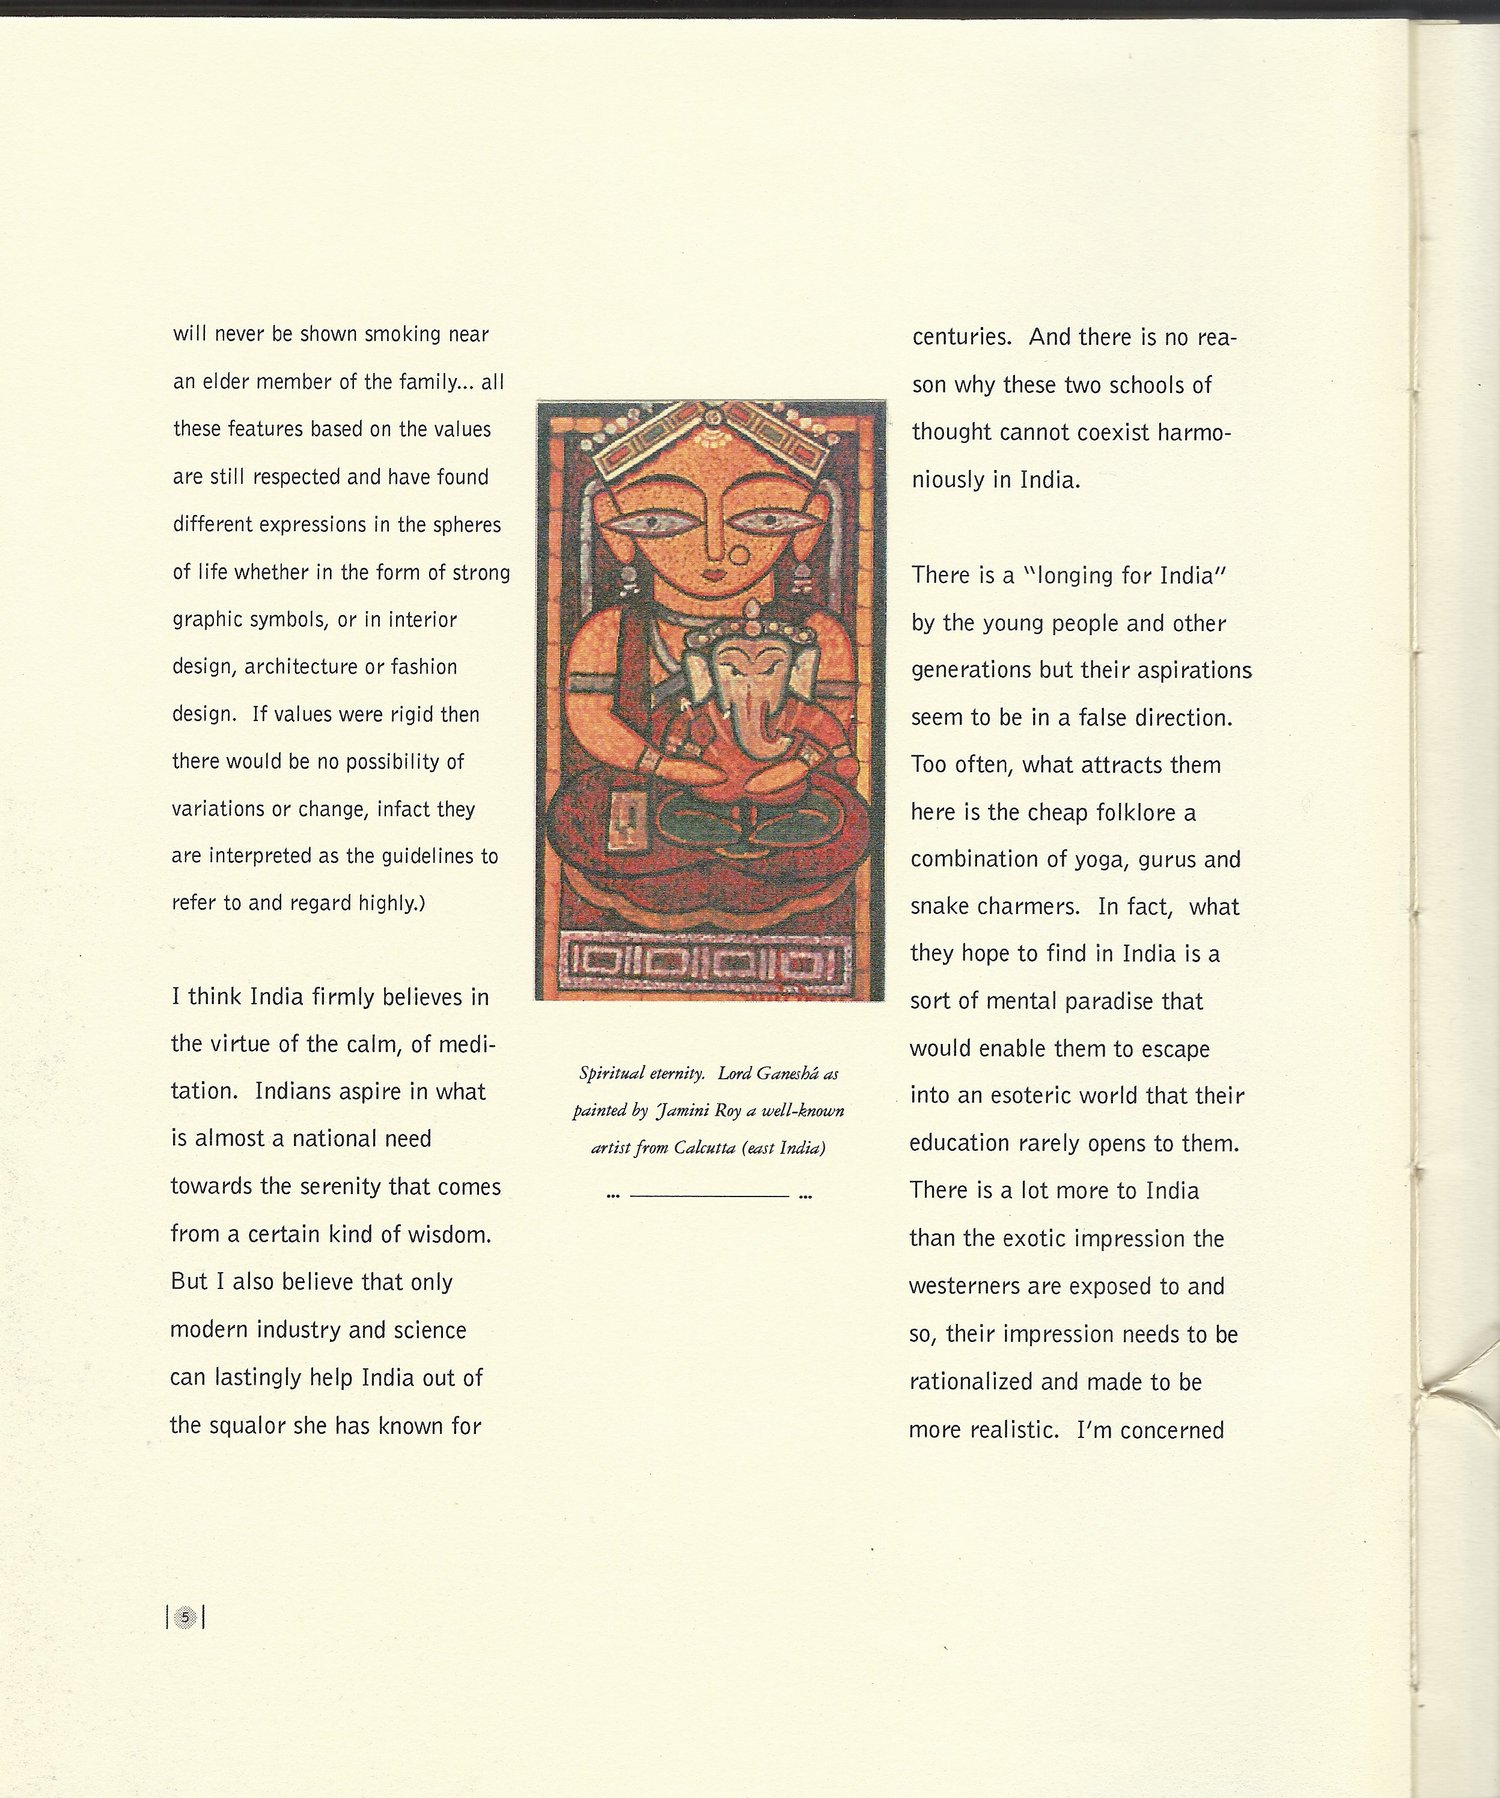 will never be shown smoking near
an elder member of the family... all
these features based on the values
are still respected and have found
different expressions in the spheres
of life whether in the form of strong
graphic symbols, or in interior
design, architecture or fashion
design.  If values were rigid then
there would be no possibility of
variations or change, infact they
are interpreted as the guidelines to
refer to and regard highly.)
I think India firmly believes in
the virtue of the calm, of medi-
tation.  Indians aspire in what
is almost a national need
towards the serenity that comes
from a certain kind of wisdom.
But I also believe that only
modern industry and science
can lastingly help India out of
the squalor she has known for
Spiritual eternity.  Lord Ganeshá as
painted by Jamini Roy a well-known
artist from Calcutta (east India)
... ...
centuries.  And there is no rea-
son why these two schools of
thought cannot coexist harmo-
niously in India.
There is a "longing for India"
by the young people and other
generations but their aspirations
seem to be in a false direction.
Too often, what attracts them
here is the cheap folklore a
combination of yoga, gurus and
snake charmers.  In fact,  what
they hope to find in India is a
sort of mental paradise that
would enable them to escape
into an esoteric world that their
education rarely opens to them.
There is a lot more to India
than the exotic impression the
westerners are exposed to and
so, their impression needs to be
rationalized and made to be
more realistic.  I'm concerned
|5|